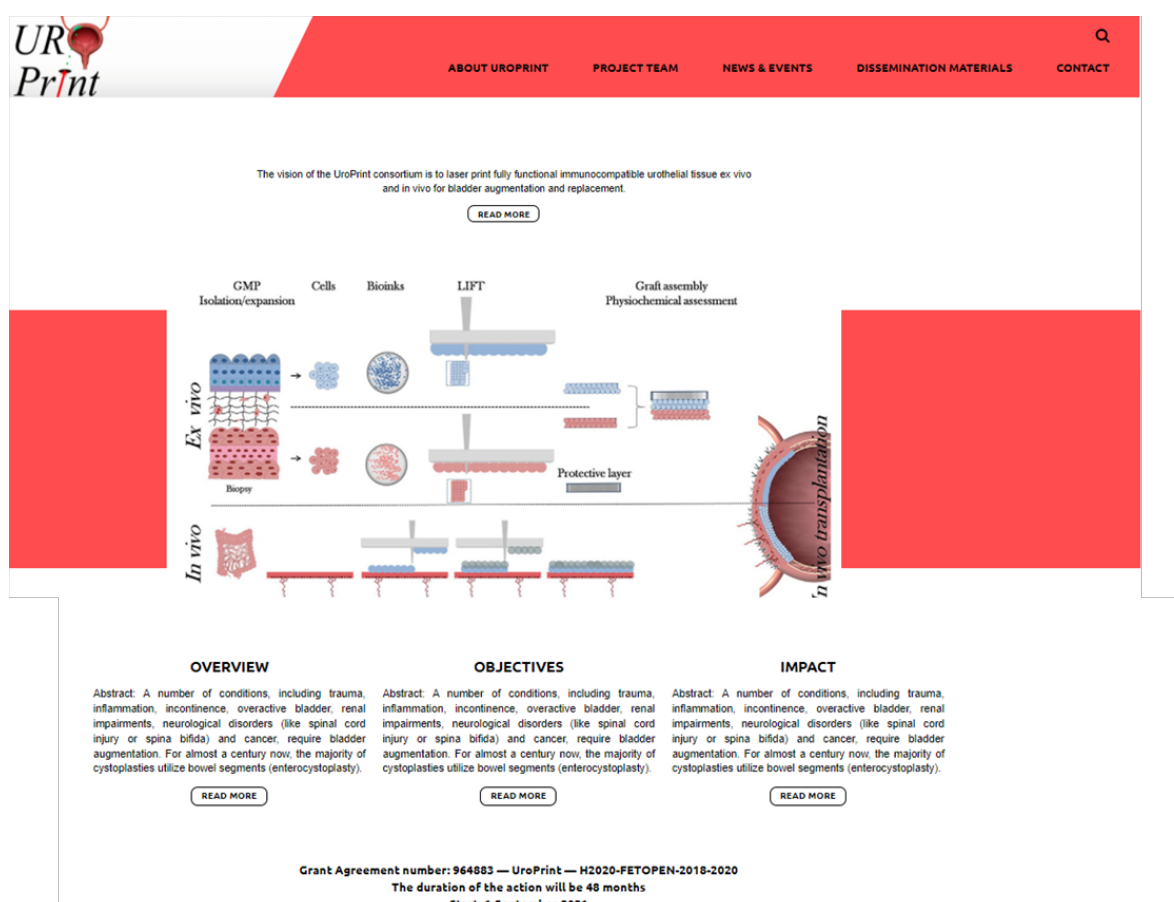 URO
Print
ABOUT UROPRINT PROJECT TEAM NEWS & EVENTS DISSEMINATION MATERIALS CONTACT
The vision of the UroPrint consortium is to laser print fully functional immunocompatible urothelial tissue ex vivo
and in vivo for bladder augmentation and replacement.
READ MORE
GMP
Isolation/expansion
Cells
Bioinks
LIFT
Graft assembly
Physiochemical assessment
Ex vivo
Biopsy
Protective layer
In vivo
In vivo transplantation
OVERVIEW
Abstract: A number of conditions, including trauma,
inflammation, incontinence, overactive bladder, renal
impairments, neurological disorders (like spinal cord
injury or spina bifida) and cancer, require bladder
augmentation. For almost a century now, the majority of
cystoplasties utilize bowel segments (enterocystoplasty).
READ MORE
OBJECTIVES
Abstract: A number of conditions, including trauma,
inflammation, incontinence, overactive bladder, renal
impairments, neurological disorders (like spinal cord
injury or spina bifida) and cancer, require bladder
augmentation. For almost a century now, the majority of
cystoplasties utilize bowel segments (enterocystoplasty).
READ MORE
IMPACT
Abstract: A number of conditions, including trauma,
inflammation, incontinence, overactive bladder, renal
impairments, neurological disorders (like spinal cord
injury or spina bifida) and cancer, require bladder
augmentation. For almost a century now, the majority of
cystoplasties utilize bowel segments (enterocystoplasty).
READ MORE
Grant Agreement number: 964883 — UroPrint — H2020-FETOPEN-2018-2020
The duration of the action will be 48 months